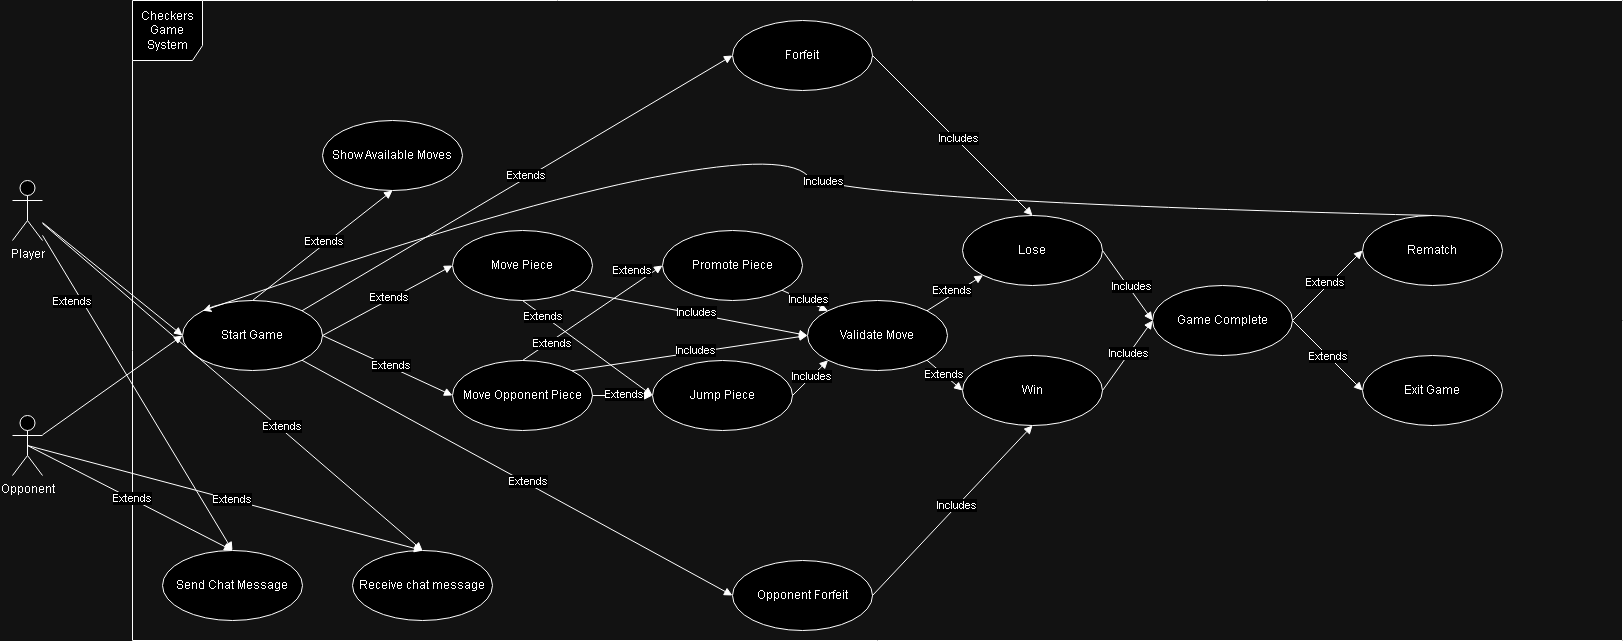 Checkers
Game
System
Forfeit
Includes
Show Available Moves
Extends
Includes
Player
Extends
Lose
Rematch
Move Piece
Extends
Promote Piece
Extends
Includes
Extends
Extends
Includes
Extends
Extends
Includes
Start Game
Validate Move
Game Complete
Extends
Includes
Includes
Extends
Extends
Extends
Includes
Move Opponent Piece
Extends
Jump Piece
Win
Exit Game
Extends
Opponent
Extends
Extends
Extends
Includes
Send Chat Message
Receive chat message
Opponent Forfeit